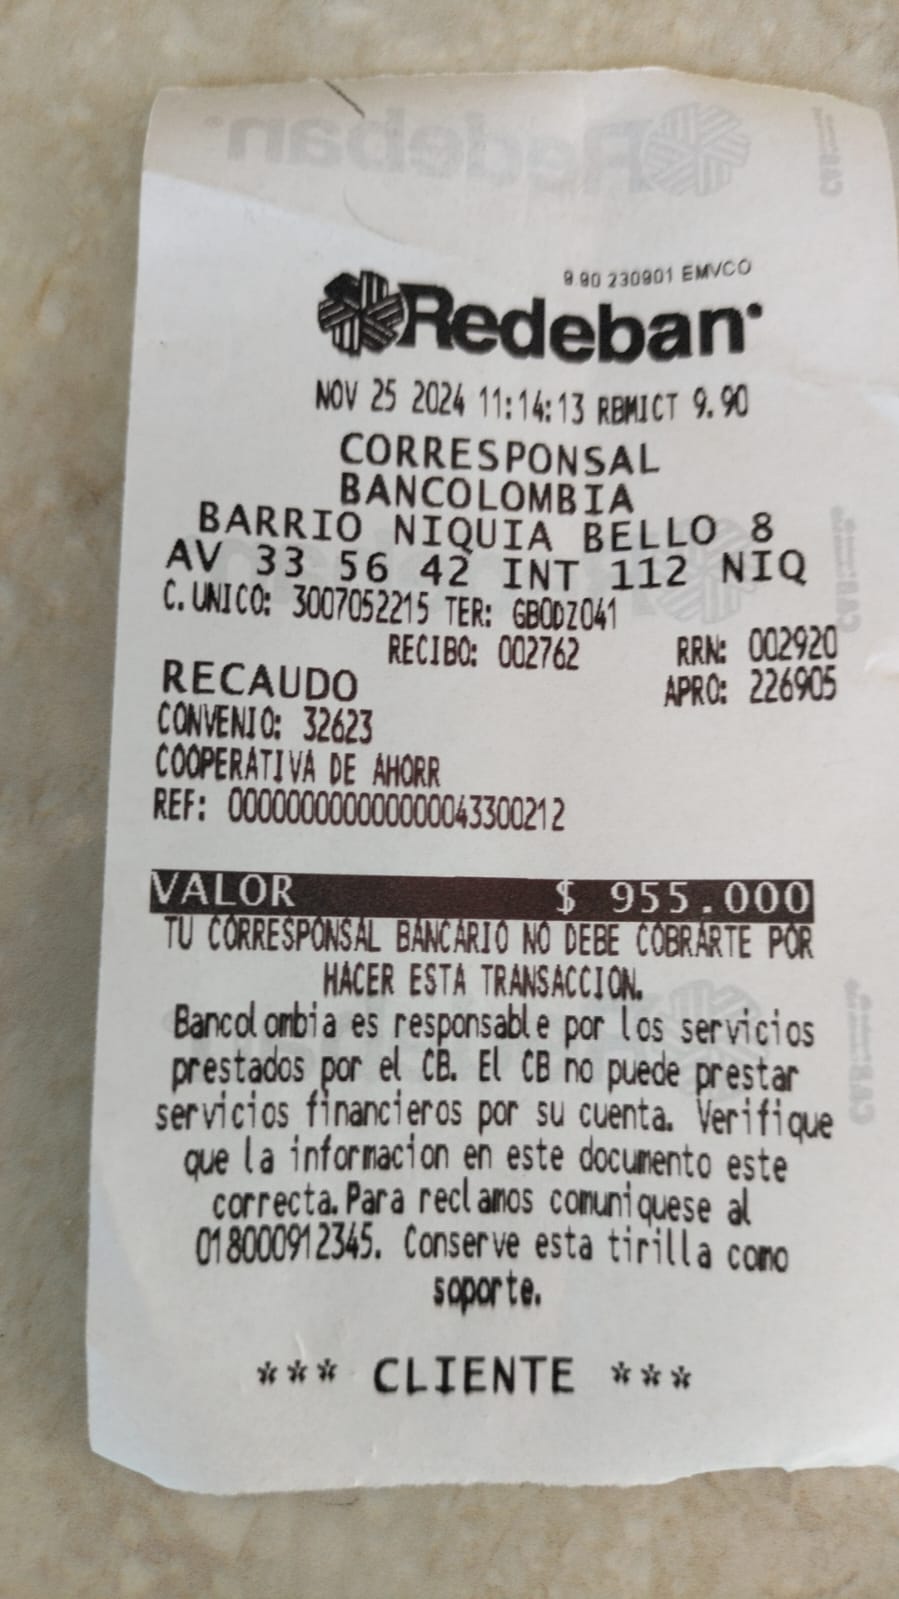 9.90 230901 EMVCO
Redeban
NOV 25 2024 11:14:13 RBMICT 9.90
CORRESPONSAL
BANCOLOMBIA
BARRIO NIQUIA BELLO 8
AV 33 56 42 INT 112 NIQ
C. UNICO: 3007052215 TER: GBODZ041
RECIBO: 002762 RRN: 002920
RECAUDO APRO: 226905
CONVENIO: 32623
COOPERATIVA DE AHORR
REF: 000000000000000043300212
VALOR $ 955.000
TU CORRESPONSAL BANCARIO NO DEBE COBRARTE POR
HACER ESTA TRANSACCION.
Bancolombia es responsable por los servicios
prestados por el CB. El CB no puede prestar
servicios financieros por su cuenta. Verifique
que la informacion en este documento este
correcta. Para reclamos comuniquese al
018000912345. Conserve esta tirilla como
soporte.
*** CLIENTE ***